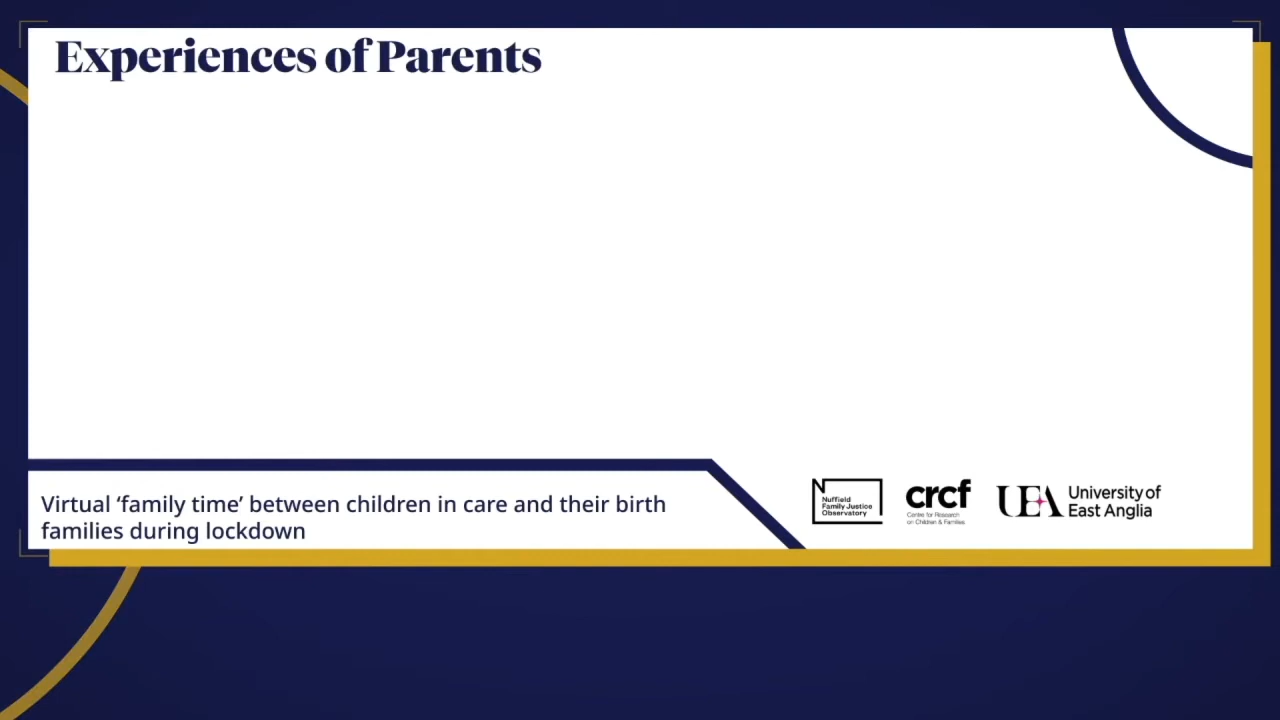 Experiences of Parents
Virtual ‘family time’ between children in care and their birth
families during lockdown
Nuffield
Family Justice
Observatory
crcf
Centre for Research
on Children & Families
UEA
University of
East Anglia